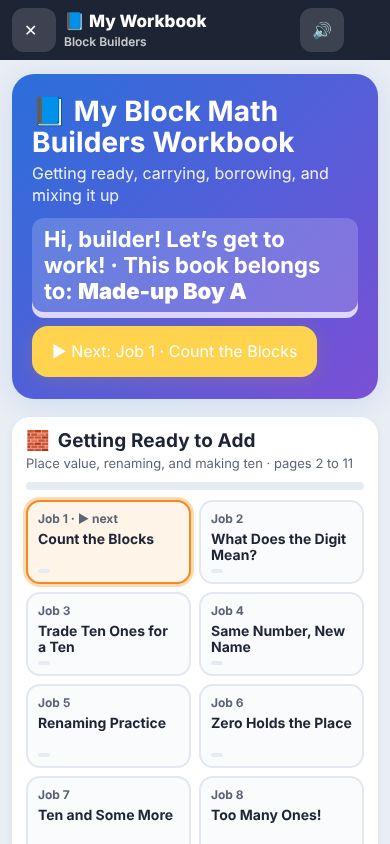 ✕
📘 My Workbook
Block Builders
🔊
📘 My Block Math
Builders Workbook
Getting ready, carrying, borrowing, and
mixing it up
Hi, builder! Let’s get to
work! · This book belongs
to: Made-up Boy A
▶ Next: Job 1 · Count the Blocks
🧱 Getting Ready to Add
Place value, renaming, and making ten · pages 2 to 11
Job 1 · ▶ next
Count the Blocks
Job 2
What Does the Digit
Mean?
Job 3
Trade Ten Ones for
a Ten
Job 4
Same Number, New
Name
Job 5
Renaming Practice
Job 6
Zero Holds the Place
Job 7
Ten and Some More
Job 8
Too Many Ones!